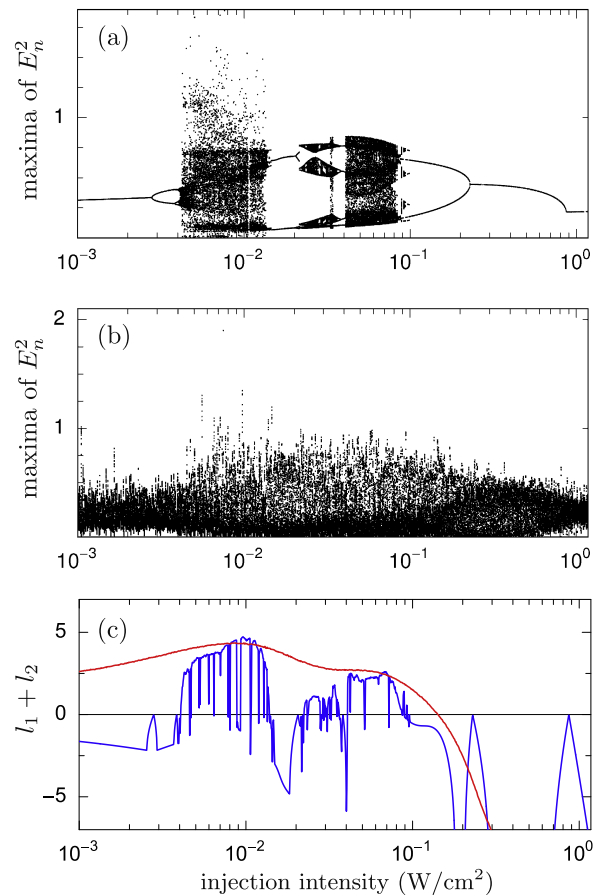 (a)
maxima of E_n^2
1
10^{-3} 10^{-2} 10^{-1} 10^0
(b)
maxima of E_n^2
2
1
10^{-3} 10^{-2} 10^{-1} 10^0
(c)
l_1 + l_2
5
0
-5
10^{-3} 10^{-2} 10^{-1} 10^0
injection intensity (W/cm^2)